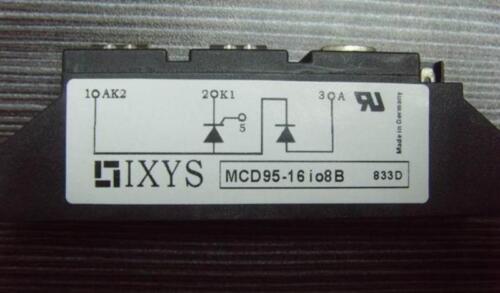 1 AK2 2 K1 3 A
5
Made in Germany
IXYS MCD95-16io8B 833D